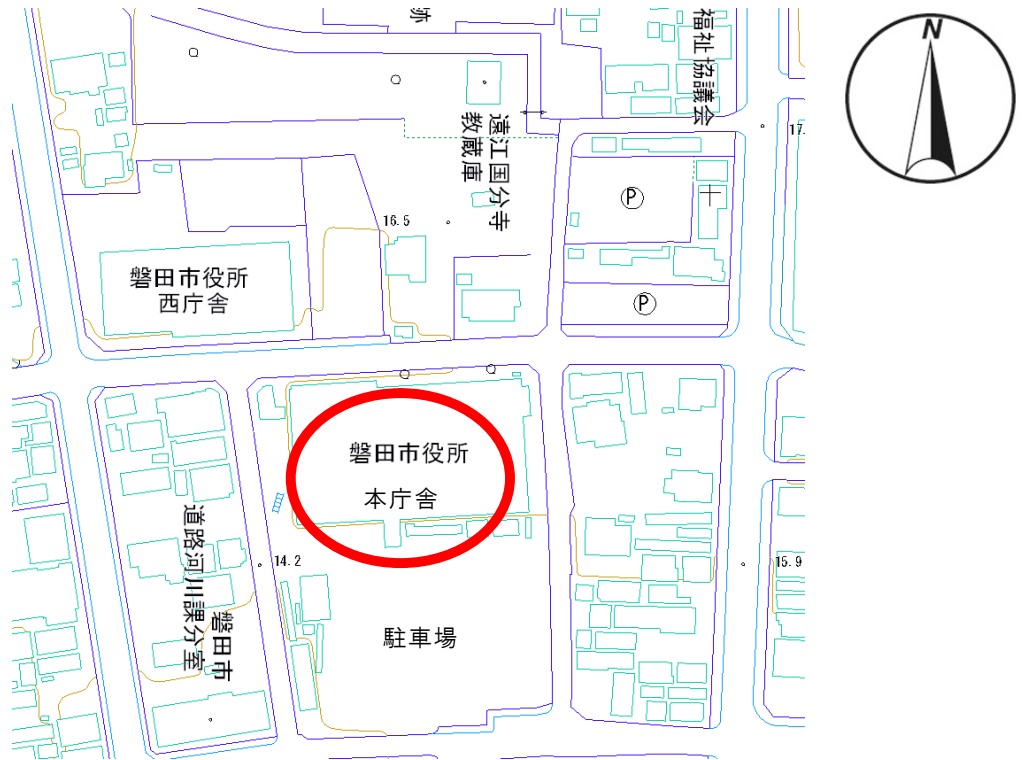 跡
福祉協議会
N
17.
遠江国分寺
教蔵庫
P
16.5
磐田市役所
西庁舎
P
磐田市役所
本庁舎
道路河川課分室
磐田市
14.2
15.9
駐車場